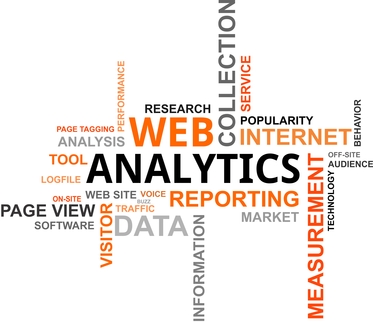 COLLECTION
SERVICE
PERFORMANCE
RESEARCH
POPULARITY
BEHAVIOR
PAGE TAGGING
WEB
INTERNET
ANALYSIS
OFF-SITE
TOOL
ANALYTICS
AUDIENCE
LOGFILE
TECHNOLOGY
MEASUREMENT
ON-SITE
WEB SITE
VOICE
REPORTING
BUZZ
PAGE VIEW
VISITOR
TRAFFIC
MARKET
SOFTWARE
DATA
INFORMATION